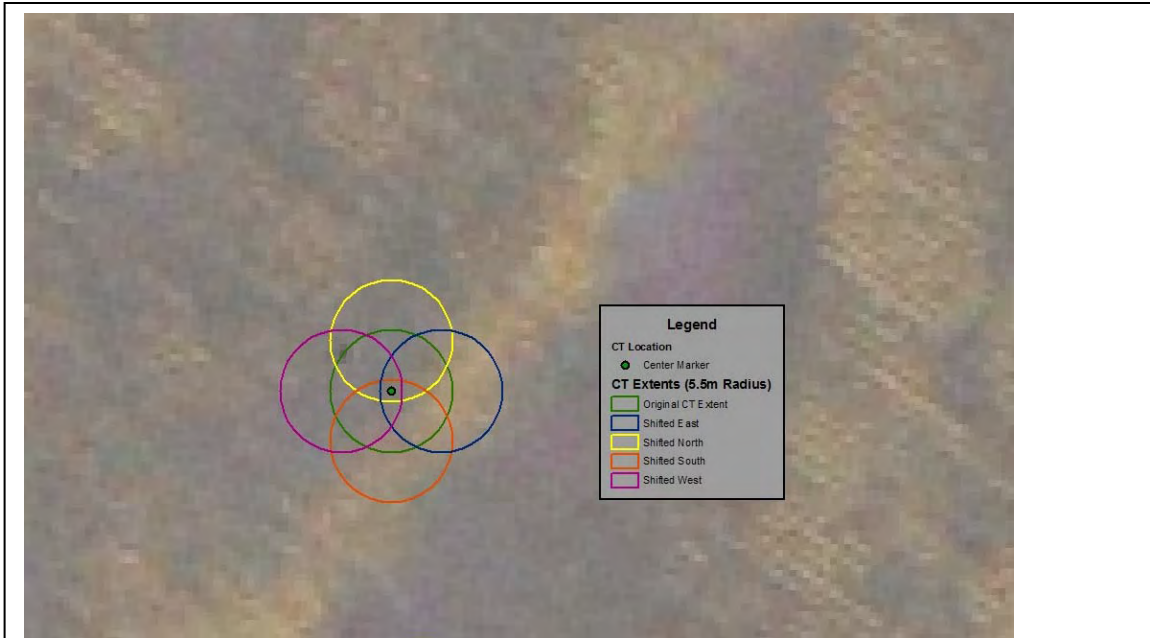 Legend
CT Location
Center Marker
CT Extents (5.5m Radius)
Original CT Extent
Shifted East
Shifted North
Shifted South
Shifted West